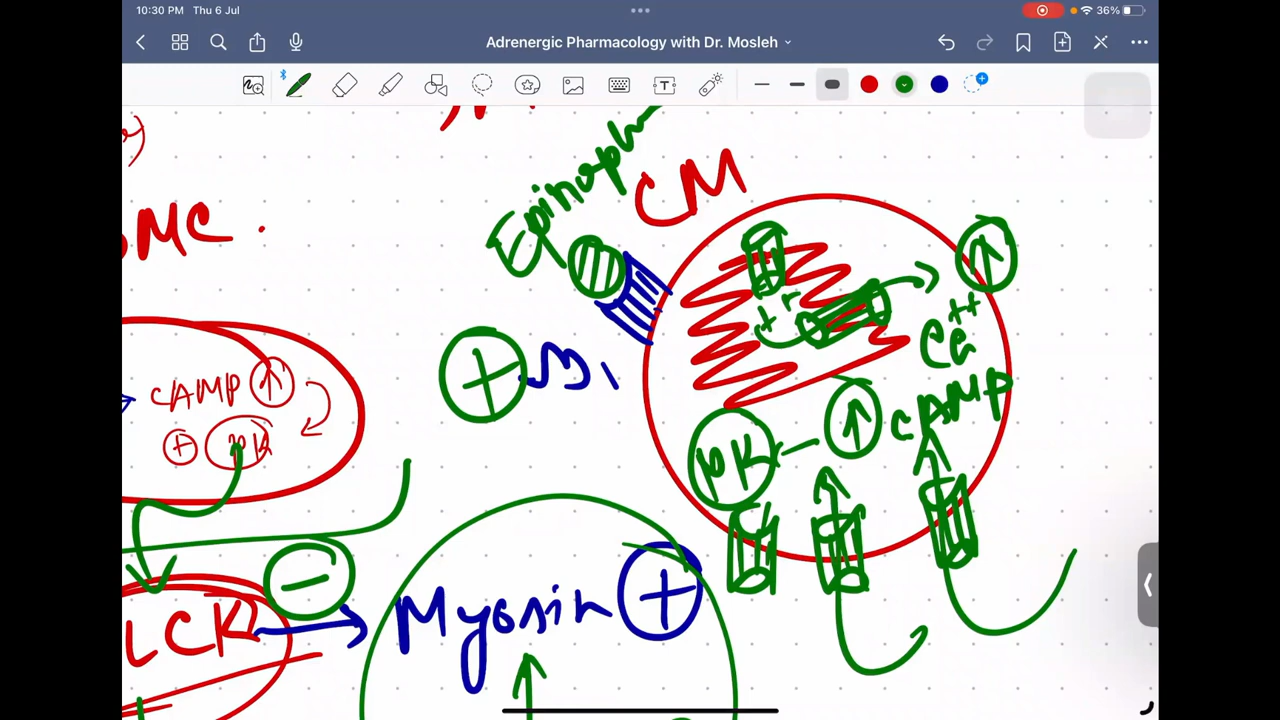 10:30 PM Thu 6 Jul
36%
Adrenergic Pharmacology with Dr. Mosleh
CM
SMC.
+
cAMP ↑
+ PK
Ca++
↑
PK - ↑ cAMP
LCK
−
Myosin +